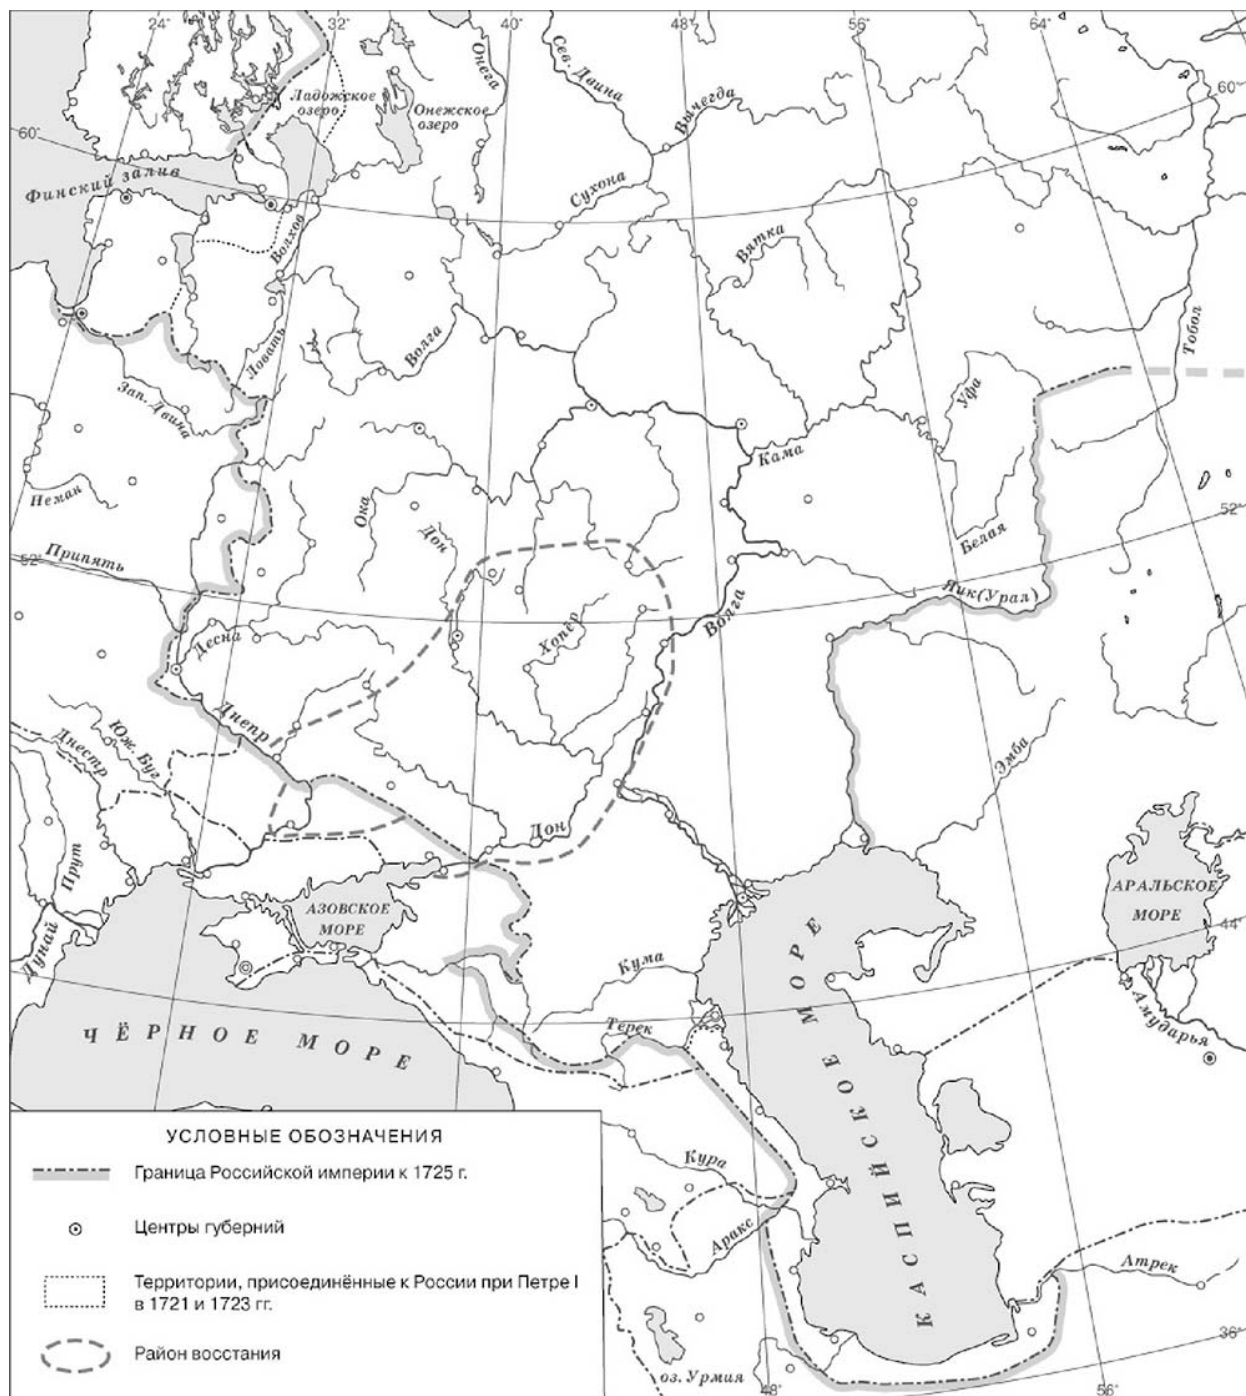 24°
32°
40°
48°
56°
64°
Онега
Сев. Двина
Вычегда
60°
Ладожское
озеро
Онежское
озеро
60°
Финский залив
Сухона
Волхов
Вятка
Ловать
Волга
Тобол
Зап. Двина
Уфа
Кама
Неман
Ока
Дон
52°
Белая
52°
Припять
Яик (Урал)
Волга
Десна
Хопёр
Днепр
Юж. Буг
Днестр
Эмба
Дон
Прут
АРАЛЬСКОЕ
МОРЕ
АЗОВСКОЕ
МОРЕ
44°
Дунай
Кума
Амударья
ЧЁРНОЕ МОРЕ
Терек
КАСПИЙСКОЕ МОРЕ
Кура
Аракс
Атрек
36°
оз. Урмия
48°
56°
УСЛОВНЫЕ ОБОЗНАЧЕНИЯ
Граница Российской империи к 1725 г.
Центры губерний
Территории, присоединённые к России при Петре I
в 1721 и 1723 гг.
Район восстания